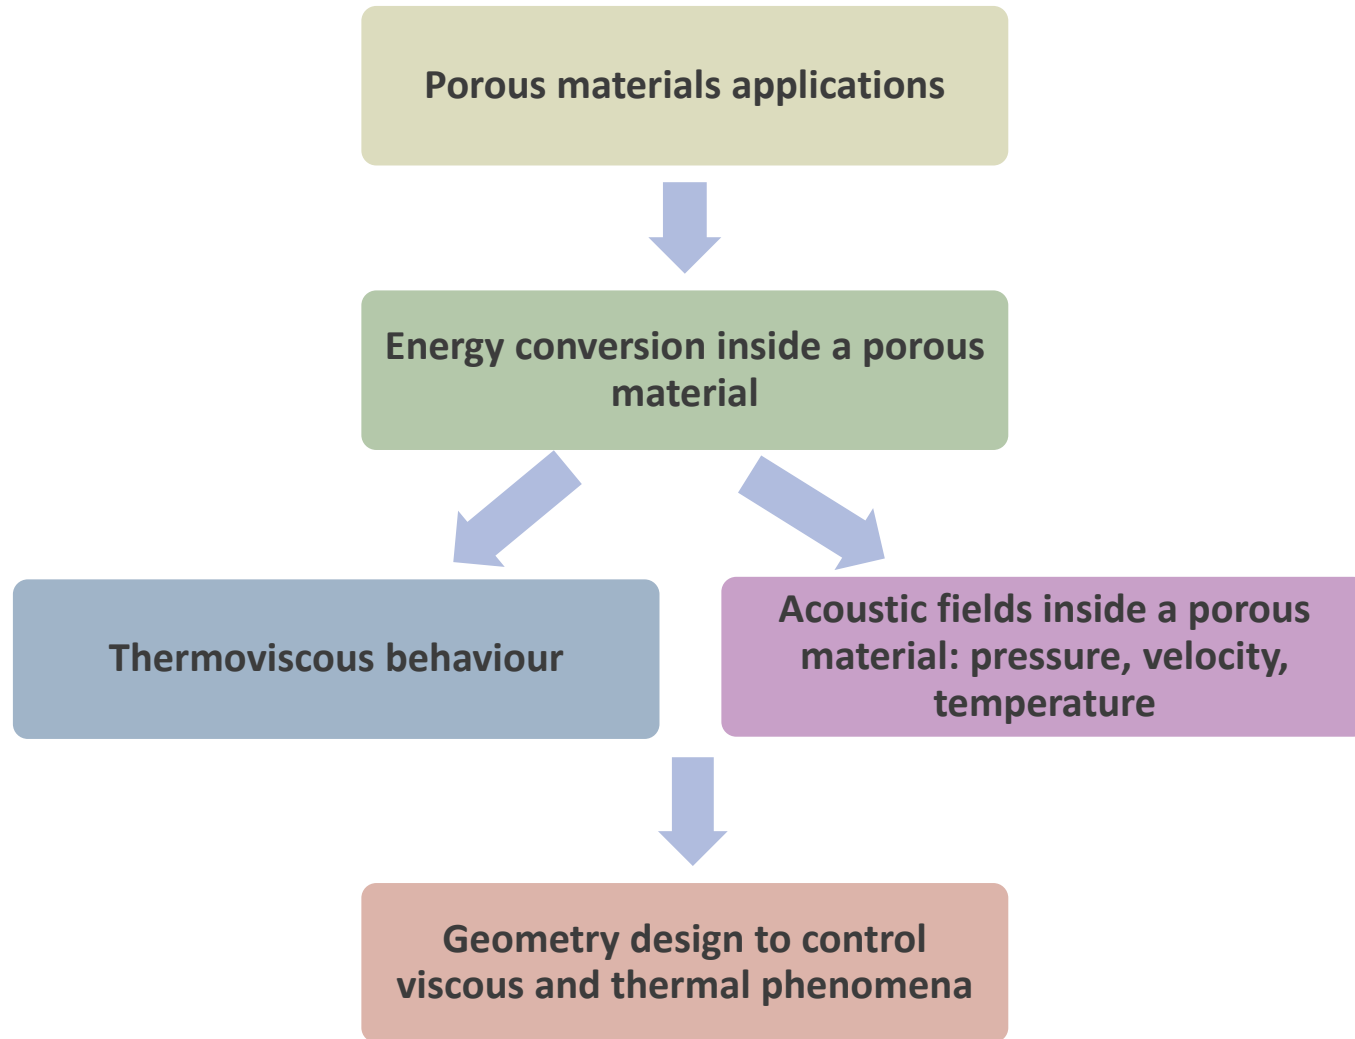 Porous materials applications
Energy conversion inside a porous
material
Thermoviscous behaviour
Acoustic fields inside a porous
material: pressure, velocity,
temperature
Geometry design to control
viscous and thermal phenomena